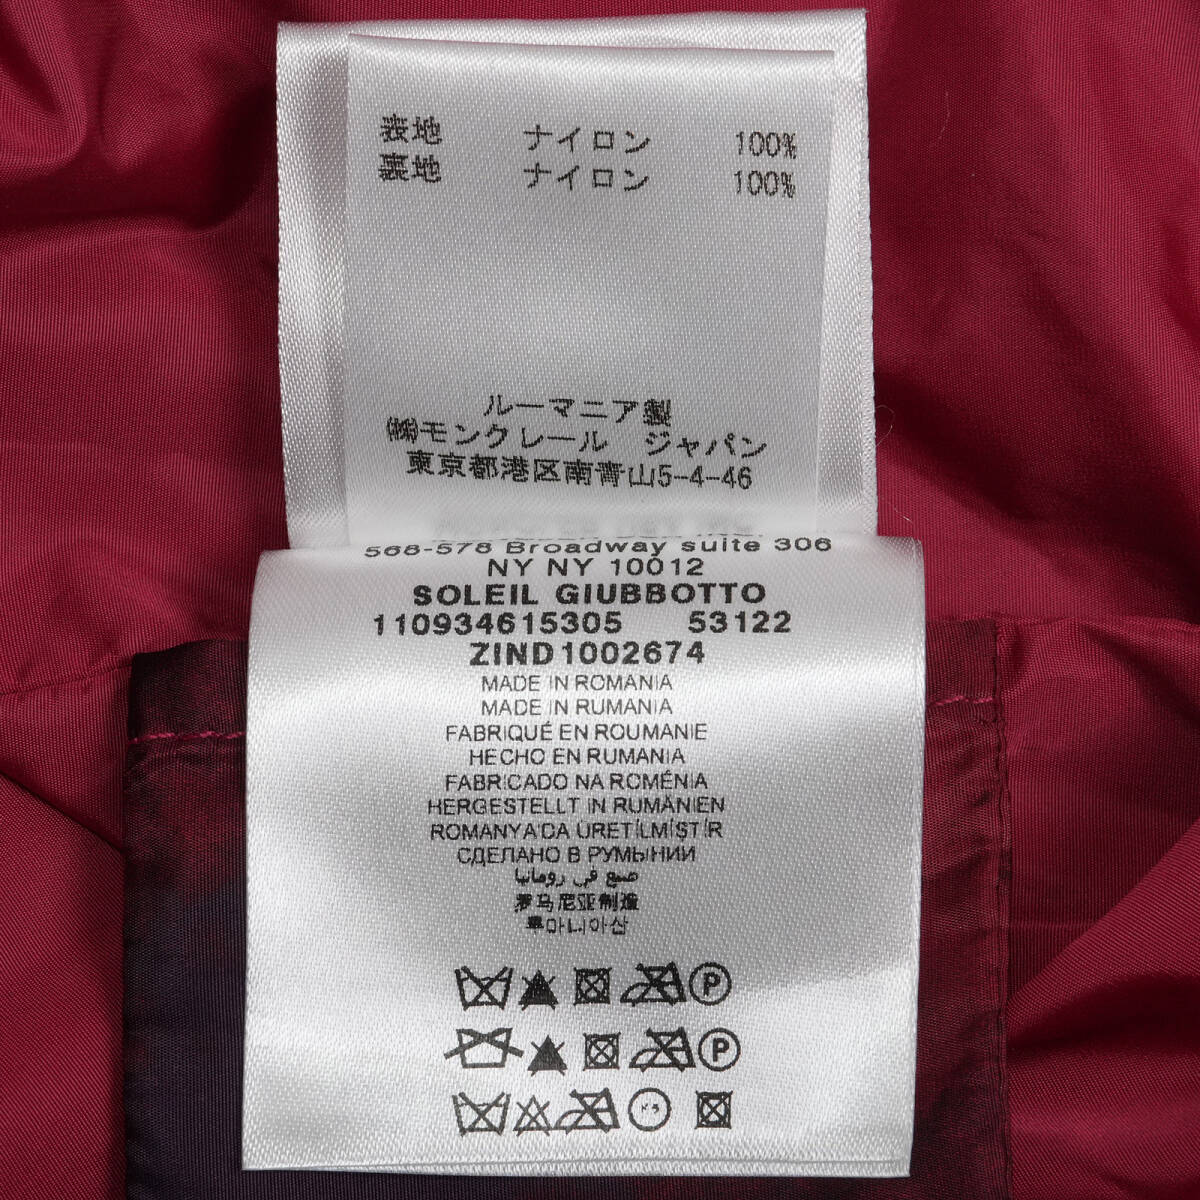 表地 ナイロン 100%
裏地 ナイロン 100%
ルーマニア製
㈱モンクレール ジャパン
東京都港区南青山5-4-46
568-578 Broadway suite 306
NY NY 10012
SOLEIL GIUBBOTTO
110934615305 53122
ZIND1002674
MADE IN ROMANIA
MADE IN RUMANIA
FABRIQUÉ EN ROUMANIE
HECHO EN RUMANIA
FABRICADO NA ROMÉNIA
HERGESTELLT IN RUMÄNIEN
ROMANYA'DA ÜRETİLMİŞTİR
СДЕЛАНО В РУМЫНИИ
صنع في رومانيا
罗马尼亚制造
루마니아산
P
P